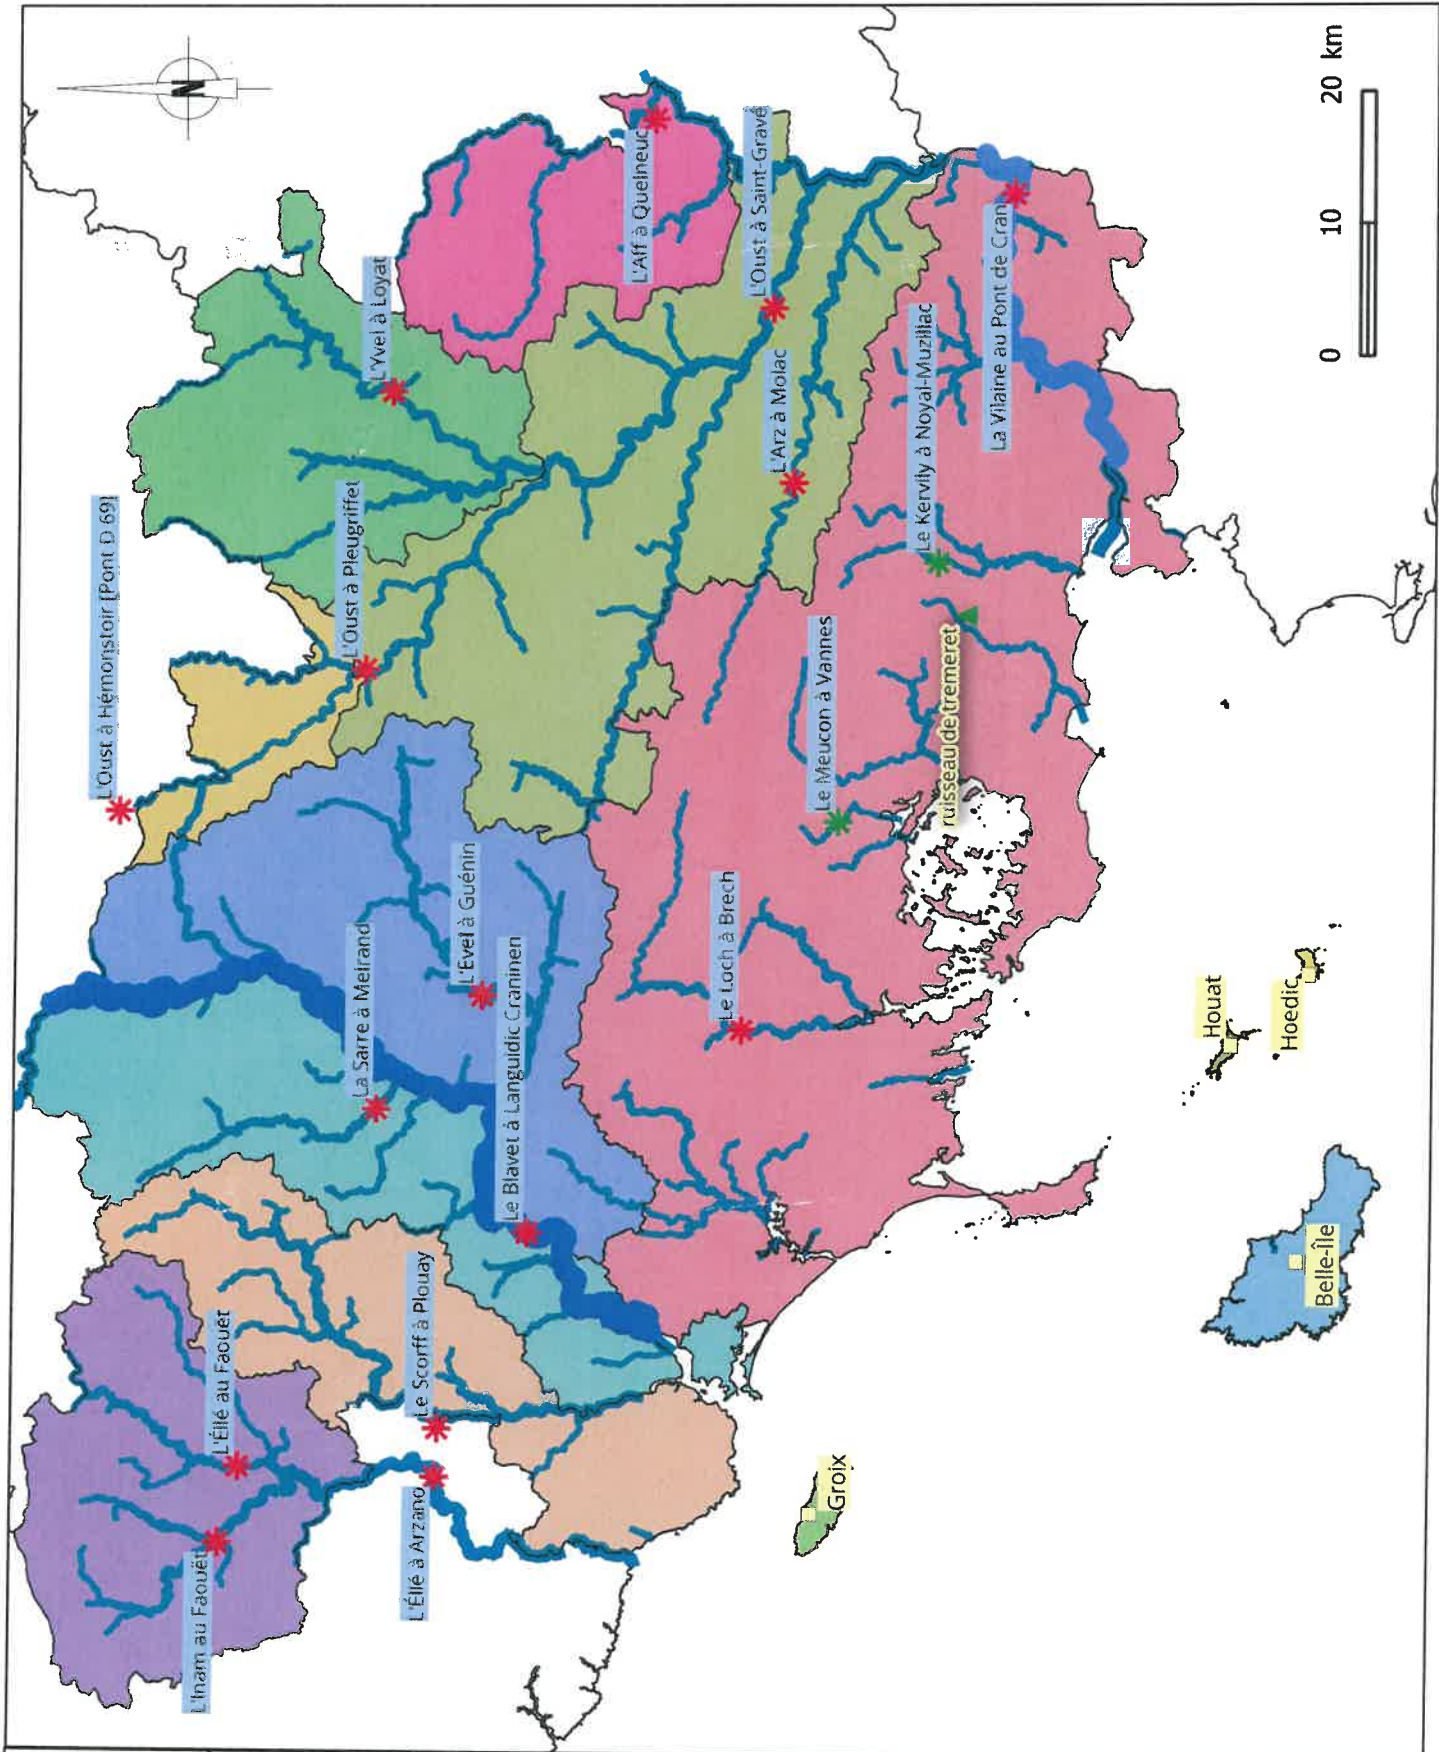 N
L'Oust à Hémonstoir [Pont D 69]
L'Yvel à Loyat
L'Oust à Pleugriffet
L'Inam au Faouët
L'Éllé au Faouët
La Sarre à Melrand
L'Aff à Quelneuc
L'Éllé à Arzano
Le Scorff à Plouay
L'Evel à Guénin
Le Blavet à Languidic Craninen
L'Oust à Saint-Gravé
L'Arz à Molac
Le Loch à Brech
Le Meucon à Vannes
Le Kervily à Noyal-Muzillac
La Vilaine au Pont de Cran
ruisseau de tremeret
Groix
Houat
Hoedic
Belle-Île
0 10 20 km